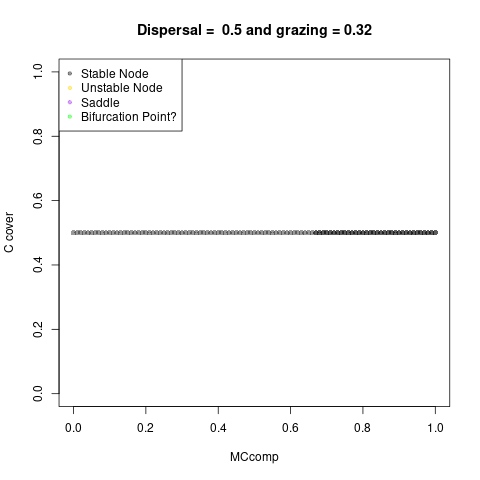 Dispersal =  0.5 and grazing = 0.32
Stable Node
Unstable Node
Saddle
Bifurcation Point?
C cover
1.0
0.8
0.6
0.4
0.2
0.0
0.0 0.2 0.4 0.6 0.8 1.0
MCcomp